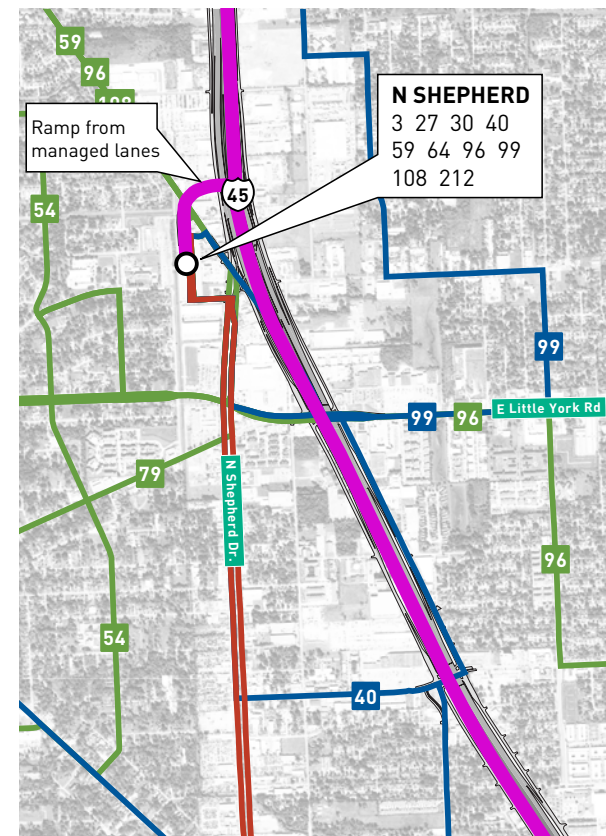 59
96
108
N SHEPHERD
3 27 30 40
59 64 96 99
108 212
Ramp from
managed lanes
45
54
99
99
96
E Little York Rd
79
N Shepherd Dr.
96
54
40